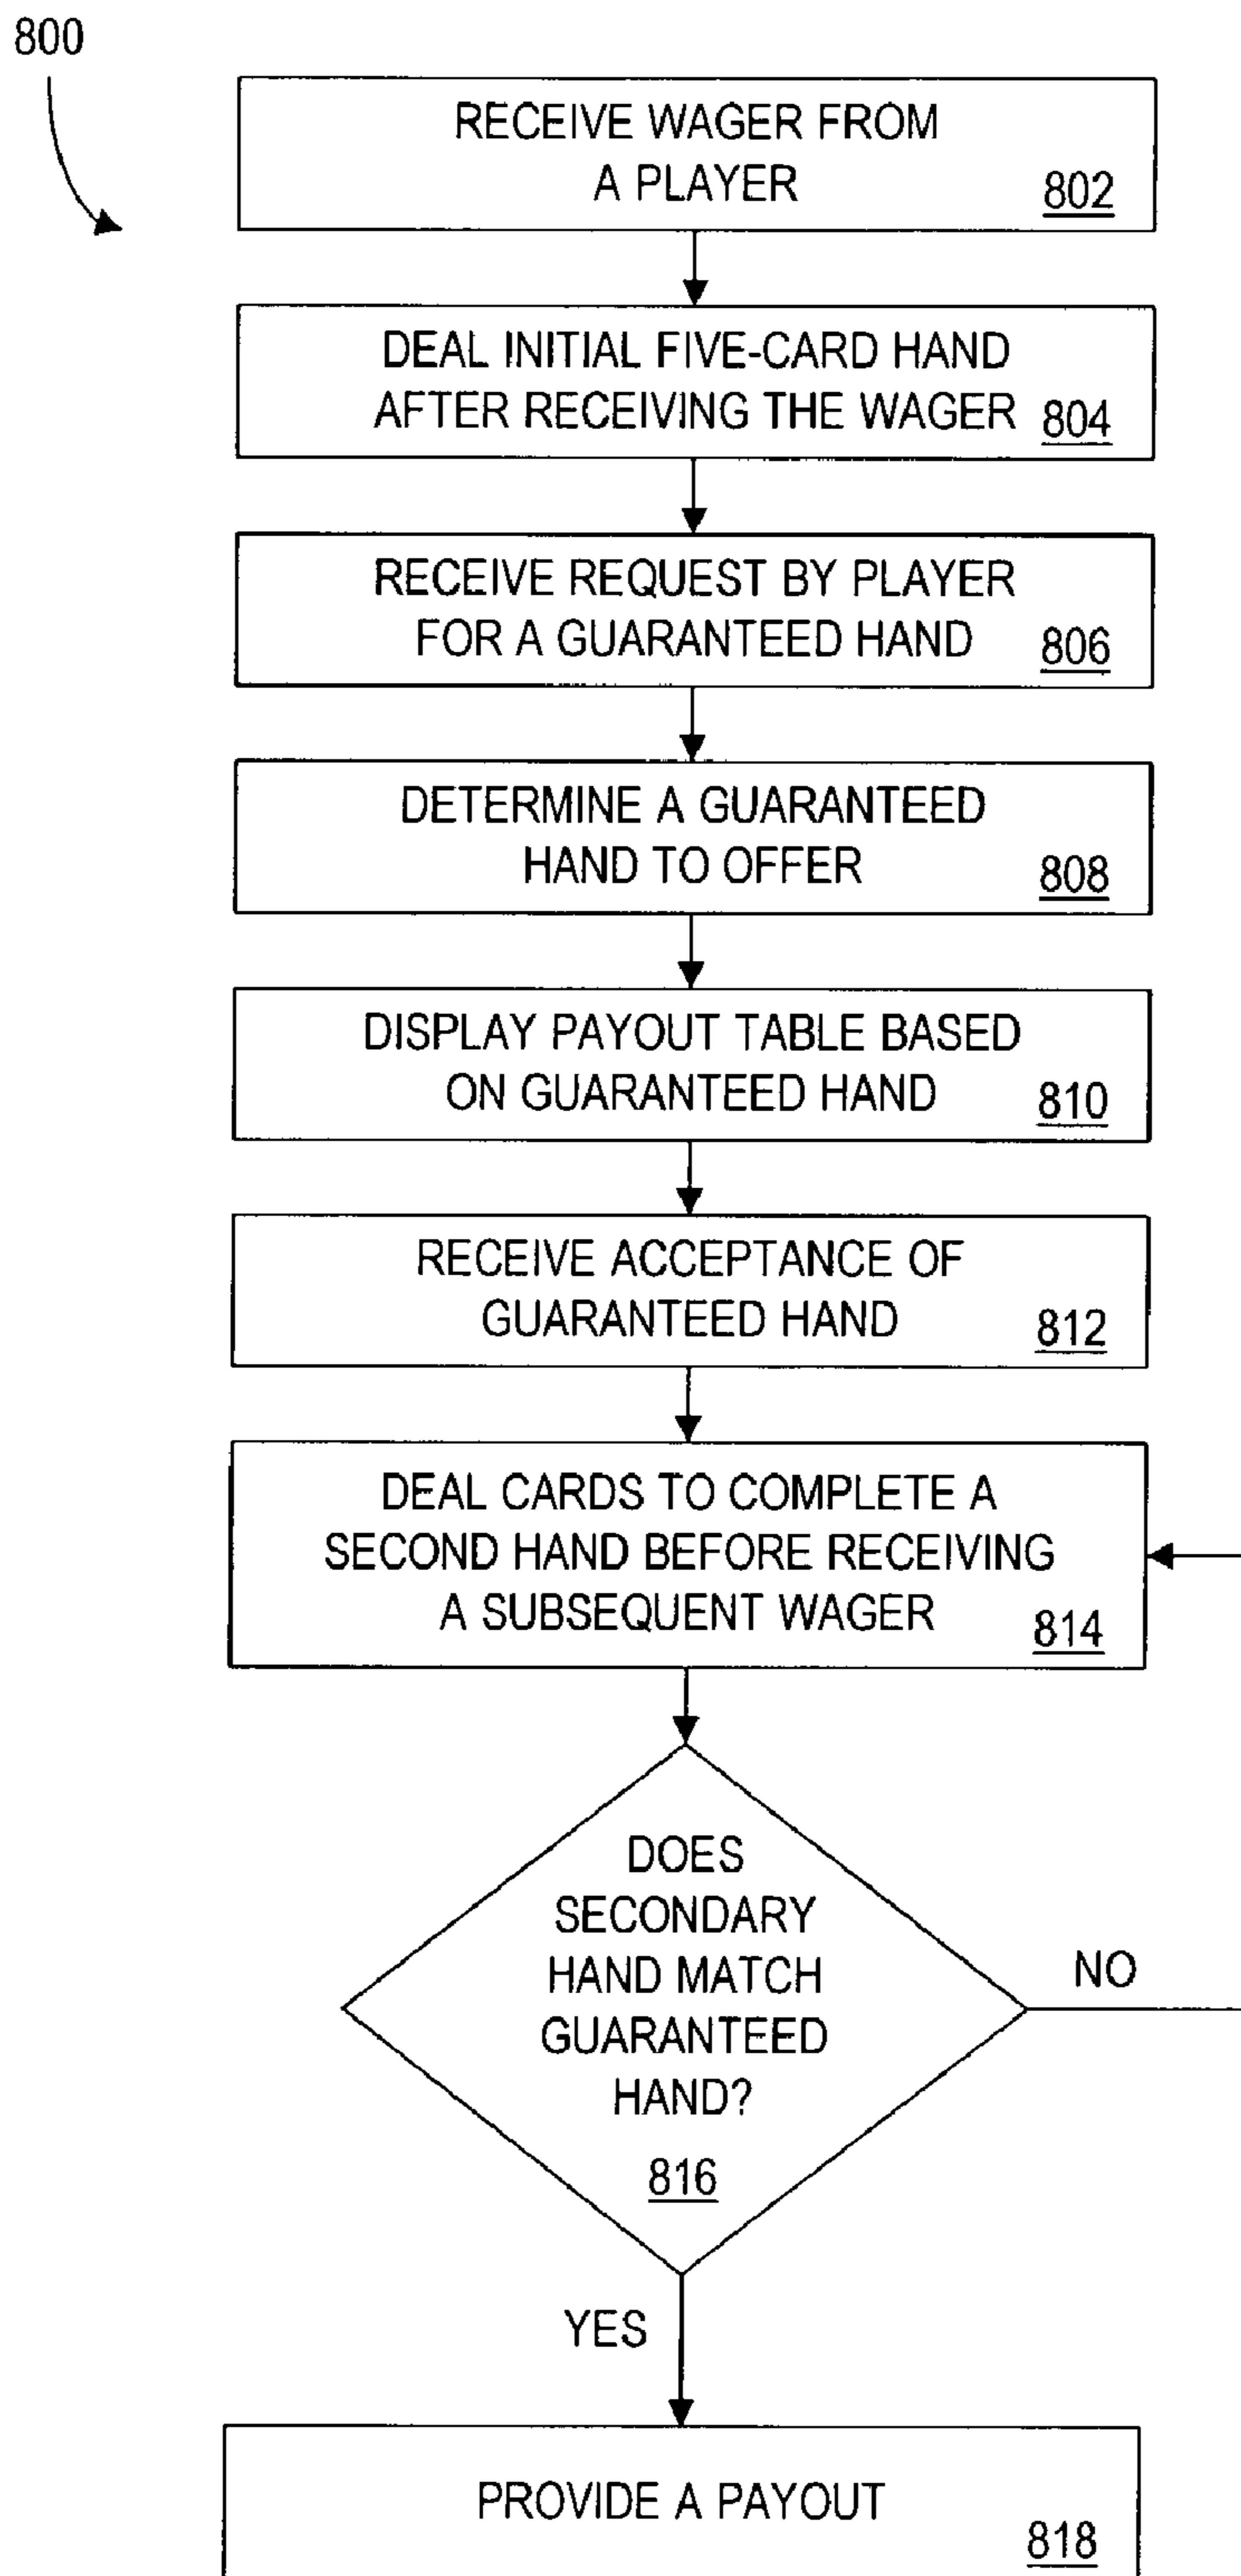 800
RECEIVE WAGER FROM
A PLAYER
802
DEAL INITIAL FIVE-CARD HAND
AFTER RECEIVING THE WAGER 804
RECEIVE REQUEST BY PLAYER
FOR A GUARANTEED HAND
806
DETERMINE A GUARANTEED
HAND TO OFFER
808
DISPLAY PAYOUT TABLE BASED
ON GUARANTEED HAND
810
RECEIVE ACCEPTANCE OF
GUARANTEED HAND
812
DEAL CARDS TO COMPLETE A
SECOND HAND BEFORE RECEIVING
A SUBSEQUENT WAGER
814
DOES
SECONDARY
HAND MATCH
GUARANTEED
HAND?
816
NO
YES
PROVIDE A PAYOUT
818